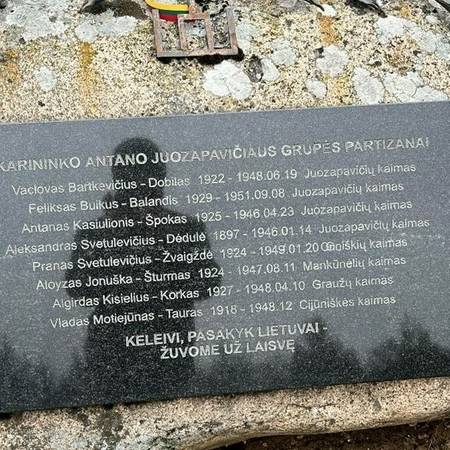 KARININKO ANTANO JUOZAPAVIČIAUS GRUPĖS PARTIZANAI
Vaclovas Bartkevičius - Dobilas 1922 - 1948.06.19 Juozapavičių kaimas
Feliksas Buikus - Balandis 1929 - 1951.09.08 Juozapavičių kaimas
Antanas Kasiulionis - Špokas 1925 - 1946.04.23 Juozapavičių kaimas
Aleksandras Svetulevičius - Dėdulė 1897 - 1946.01.14 Juozapavičių kaimas
Pranas Svetulevičius - Žvaigždė 1924 - 1949.01.20 kaimas
Aloyzas Jonuška - Šturmas 1924 - 1947.08.11 Mankūnėlių kaimas
Algirdas Kisielius - Korkas 1927 - 1948.04.10 Graužų kaimas
Vladas Motiejūnas - Tauras 1918 - 1948.12 Cijūniškės kaimas
KELEIVI, PASAKYK LIETUVAI -
ŽUVOME UŽ LAISVĘ